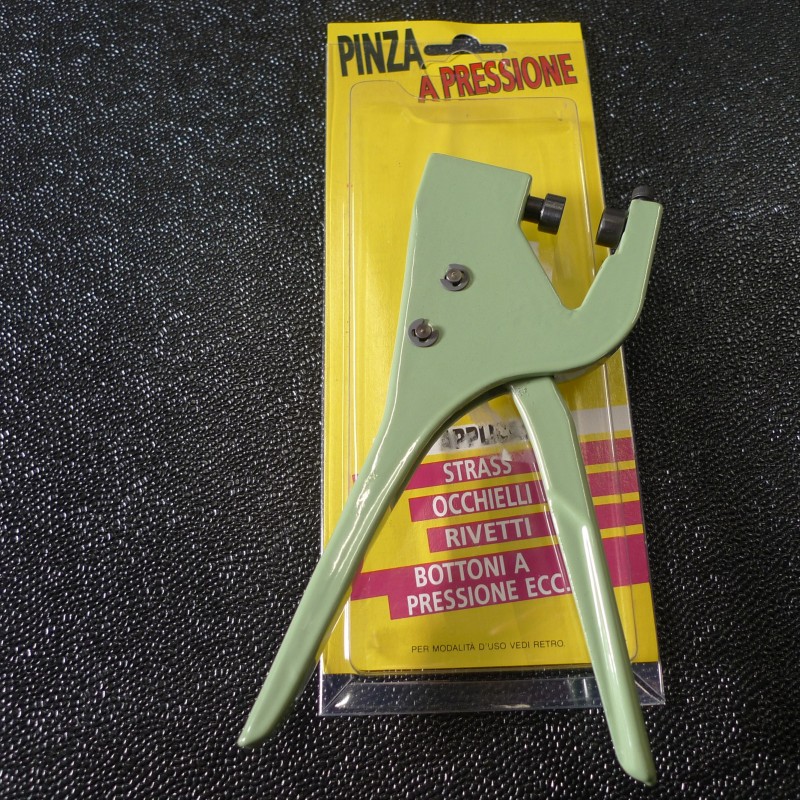 PINZA
A PRESSIONE
STRASS
OCCHIELLI
RIVETTI
BOTTONI A
PRESSIONE ECC.
PER MODALITÀ D'USO VEDI RETRO.